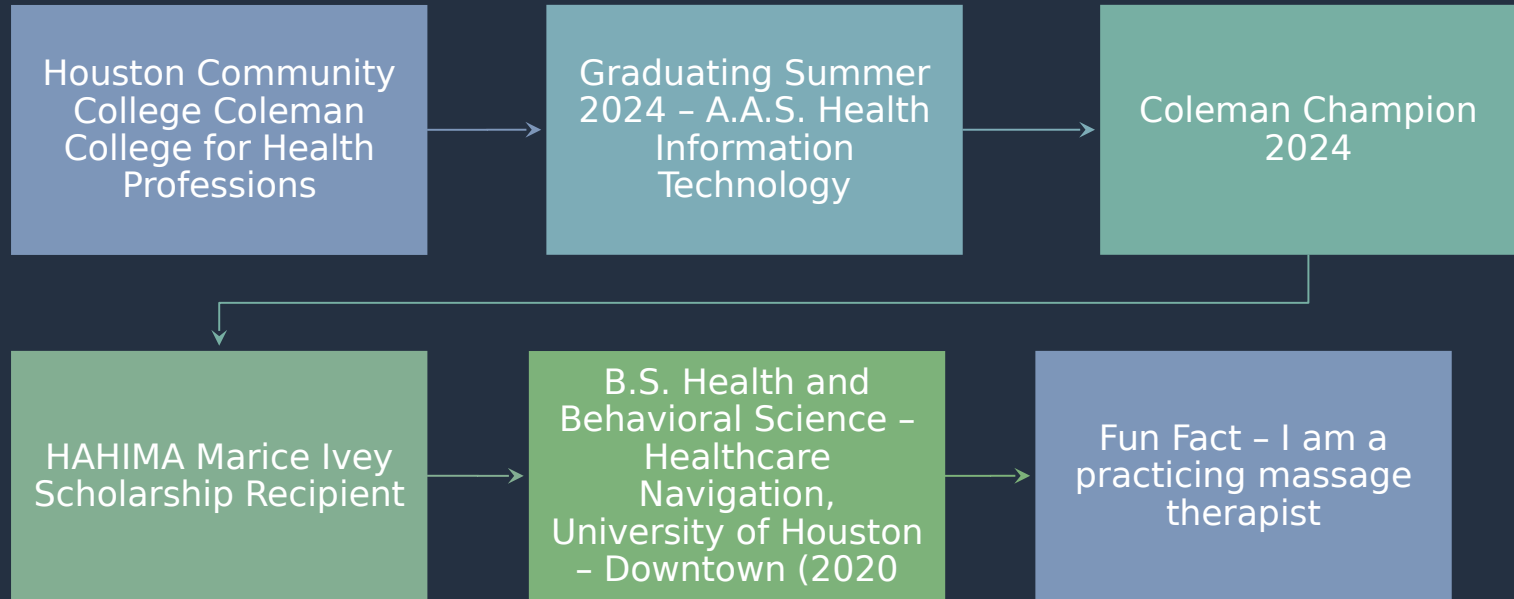 Houston Community
College Coleman
College for Health
Professions
Graduating Summer
2024 – A.A.S. Health
Information
Technology
Coleman Champion
2024
HAHIMA Marice Ivey
Scholarship Recipient
B.S. Health and
Behavioral Science –
Healthcare
Navigation,
University of Houston
– Downtown (2020
Fun Fact – I am a
practicing massage
therapist